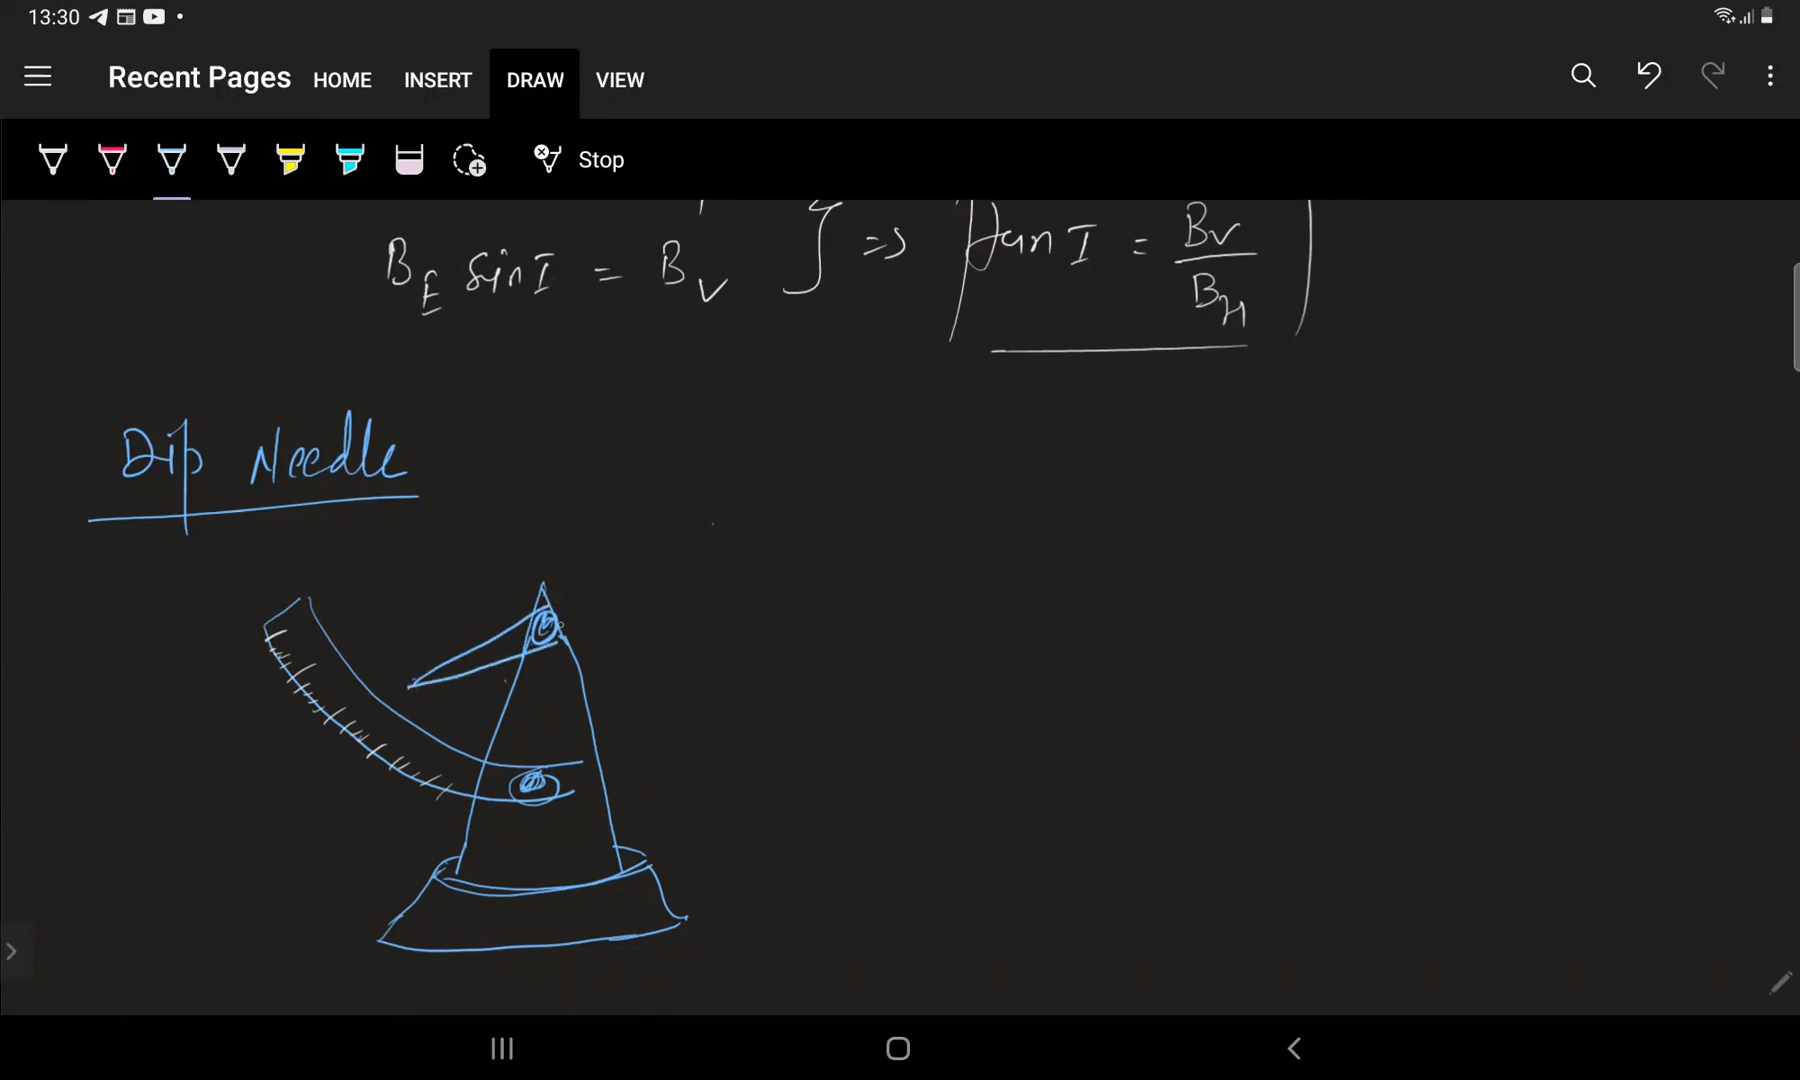 13:30
Recent Pages HOME INSERT DRAW VIEW
Stop
B_E sin I = B_V } => tan I = B_V / B_H
Dip Needle